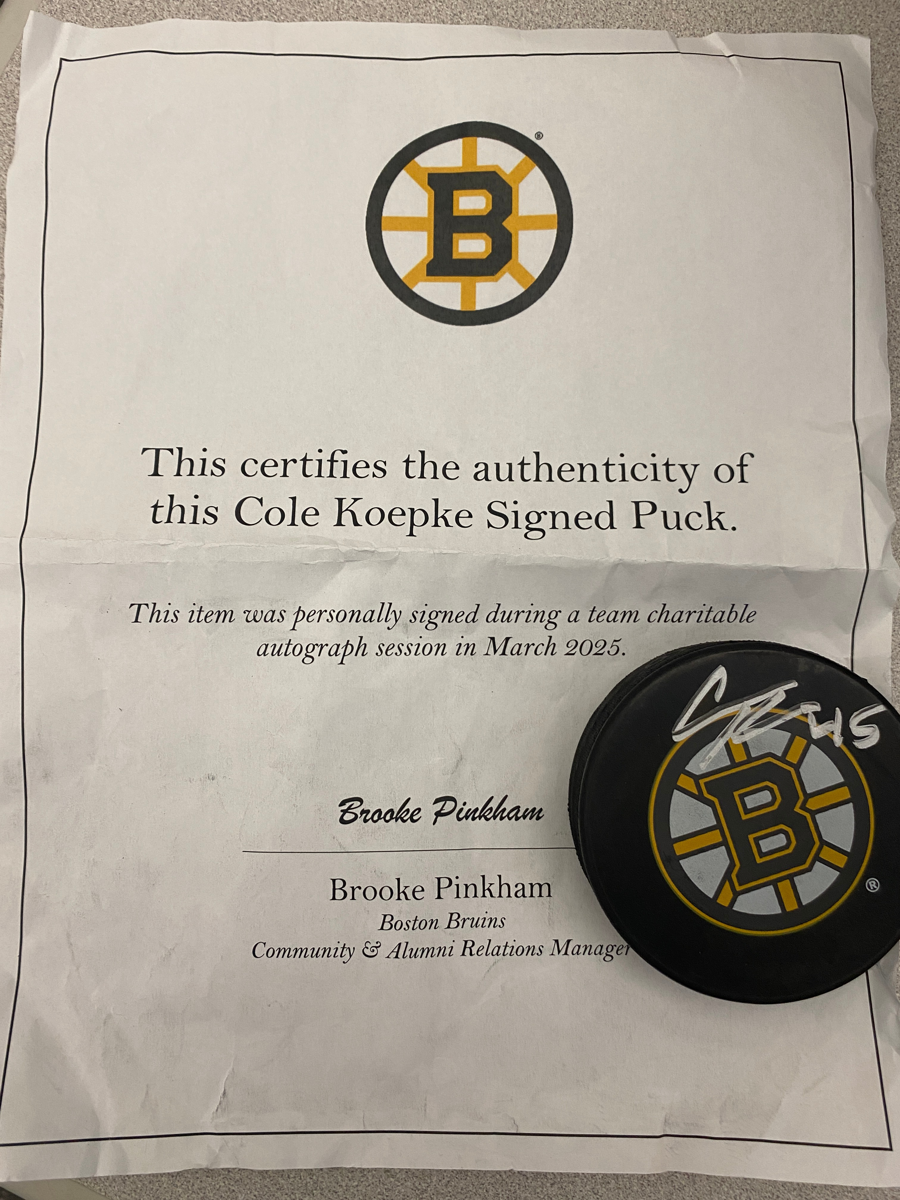 B
®
This certifies the authenticity of
this Cole Koepke Signed Puck.
This item was personally signed during a team charitable
autograph session in March 2025.
Brooke Pinkham
Brooke Pinkham
Boston Bruins
Community & Alumni Relations Manager
45
B
®